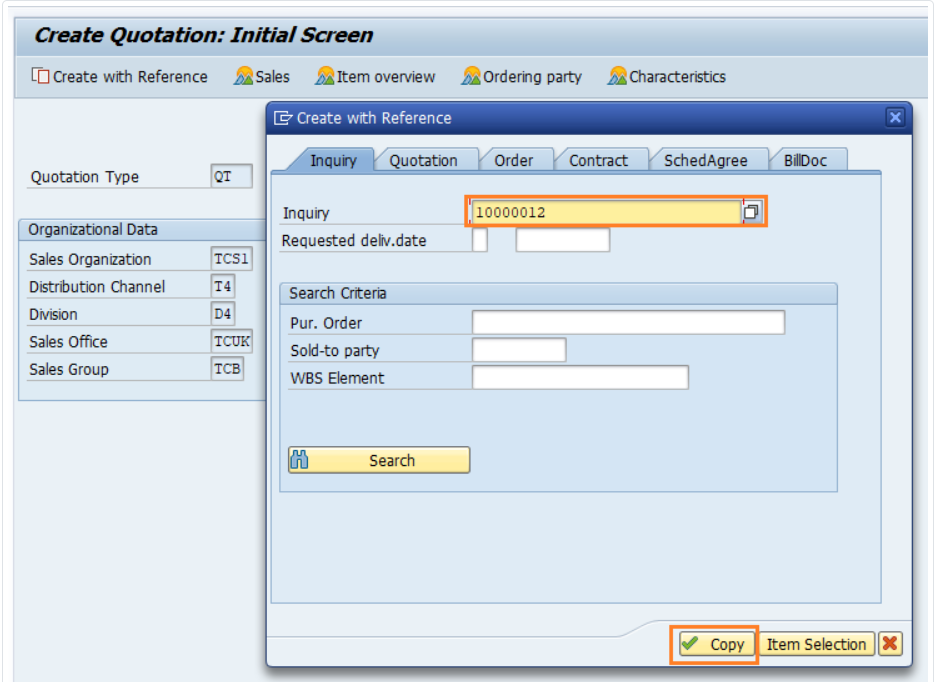 Create Quotation: Initial Screen
Create with Reference Sales Item overview Ordering party Characteristics
Create with Reference
Inquiry Quotation Order Contract SchedAgree BillDoc
Quotation Type QT
Inquiry 10000012
Requested deliv.date
Organizational Data
Sales Organization TCS1
Distribution Channel T4
Division D4
Sales Office TCUK
Sales Group TCB
Search Criteria
Pur. Order
Sold-to party
WBS Element
Search
Copy Item Selection